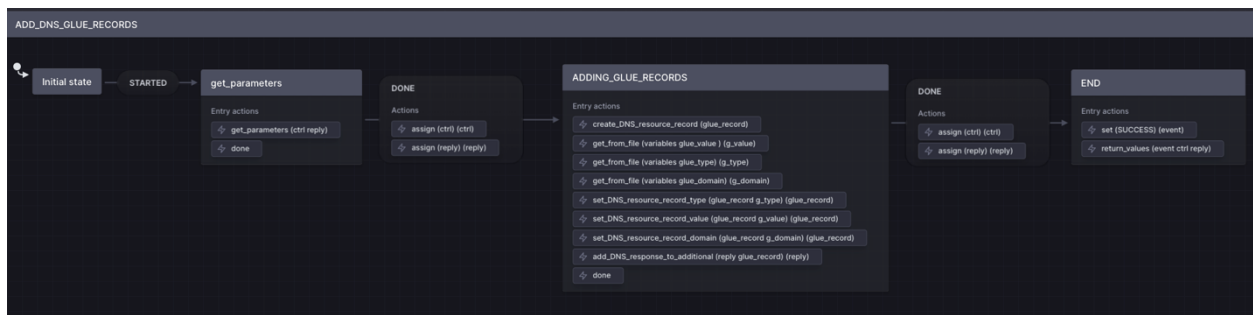 ADD_DNS_GLUE_RECORDS
Initial state
STARTED
get_parameters
Entry actions
get_parameters (ctrl reply)
done
DONE
Actions
assign (ctrl) (ctrl)
assign (reply) (reply)
ADDING_GLUE_RECORDS
Entry actions
create_DNS_resource_record (glue_record)
get_from_file (variables glue_value ) (g_value)
get_from_file (variables glue_type) (g_type)
get_from_file (variables glue_domain) (g_domain)
set_DNS_resource_record_type (glue_record g_type) (glue_record)
set_DNS_resource_record_value (glue_record g_value) (glue_record)
set_DNS_resource_record_domain (glue_record g_domain) (glue_record)
add_DNS_response_to_additional (reply glue_record) (reply)
done
DONE
Actions
assign (ctrl) (ctrl)
assign (reply) (reply)
END
Entry actions
set (SUCCESS) (event)
return_values (event ctrl reply)